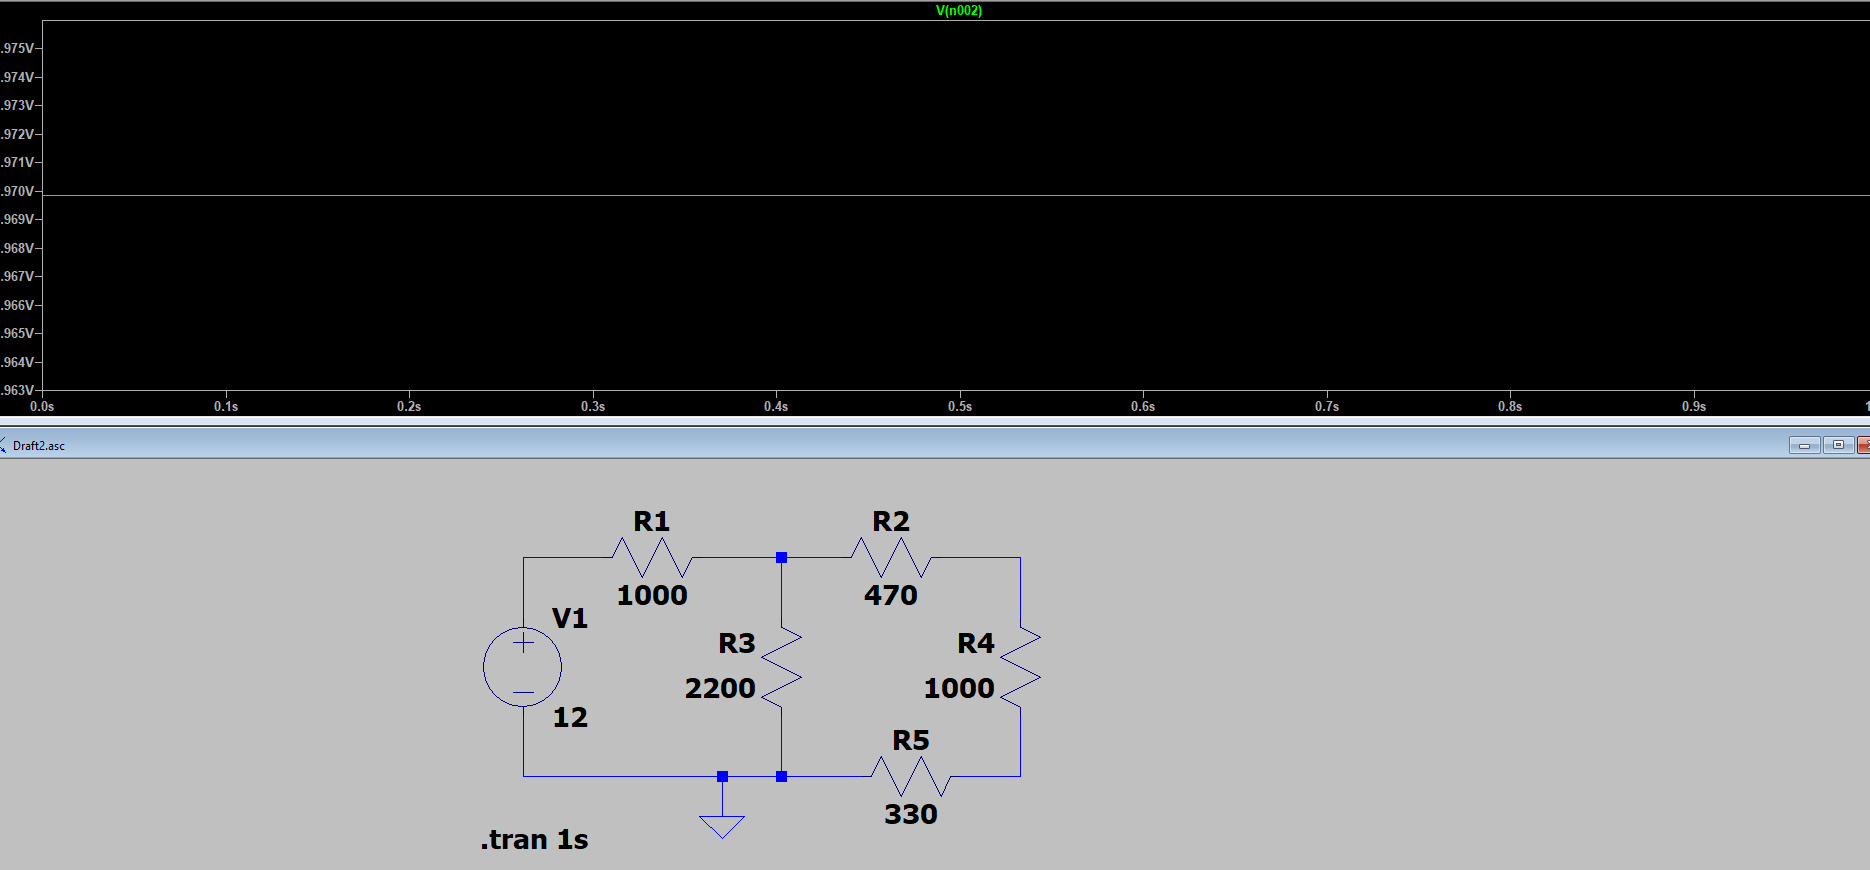 V(n002)
.975V
.974V
.973V
.972V
.971V
.970V
.969V
.968V
.967V
.966V
.965V
.964V
.963V
0.0s 0.1s 0.2s 0.3s 0.4s 0.5s 0.6s 0.7s 0.8s 0.9s 1
Draft2.asc
R1 R2
1000 470
V1
R3 R4
2200 1000
12
R5
330
.tran 1s